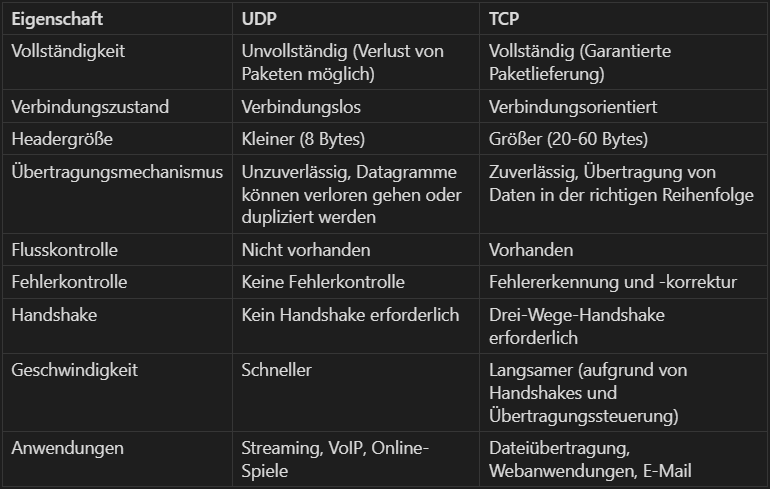 Eigenschaft UDP TCP
Vollständigkeit Unvollständig (Verlust von Vollständig (Garantierte
Paketen möglich) Paketlieferung)
Verbindungszustand Verbindungslos Verbindungsorientiert
Headergröße Kleiner (8 Bytes) Größer (20-60 Bytes)
Übertragungsmechanismus Unzuverlässig, Datagramme Zuverlässig, Übertragung von
können verloren gehen oder Daten in der richtigen Reihenfolge
dupliziert werden
Flusskontrolle Nicht vorhanden Vorhanden
Fehlerkontrolle Keine Fehlerkontrolle Fehlererkennung und -korrektur
Handshake Kein Handshake erforderlich Drei-Wege-Handshake
erforderlich
Geschwindigkeit Schneller Langsamer (aufgrund von
Handshakes und
Übertragungssteuerung)
Anwendungen Streaming, VoIP, Online- Dateiübertragung,
Spiele Webanwendungen, E-Mail